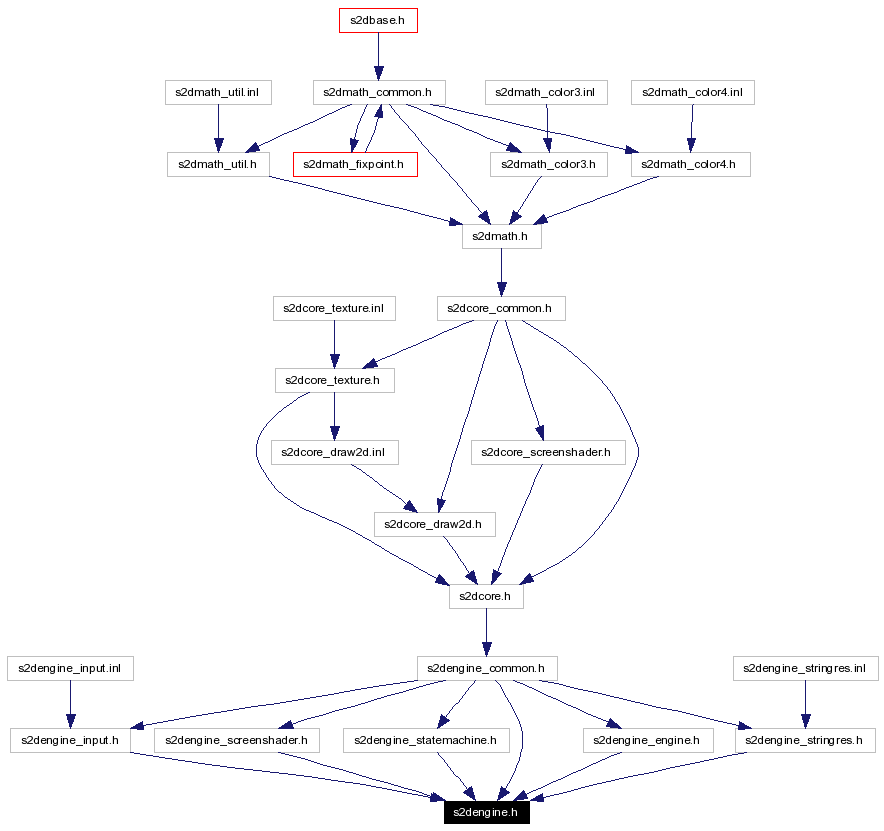 s2dbase.h
s2dmath_util.inl
s2dmath_common.h
s2dmath_color3.inl
s2dmath_color4.inl
s2dmath_util.h
s2dmath_fixpoint.h
s2dmath_color3.h
s2dmath_color4.h
s2dmath.h
s2dcore_texture.inl
s2dcore_common.h
s2dcore_texture.h
s2dcore_draw2d.inl
s2dcore_screenshader.h
s2dcore_draw2d.h
s2dcore.h
s2dengine_input.inl
s2dengine_common.h
s2dengine_stringres.inl
s2dengine_input.h
s2dengine_screenshader.h
s2dengine_statemachine.h
s2dengine_engine.h
s2dengine_stringres.h
s2dengine.h